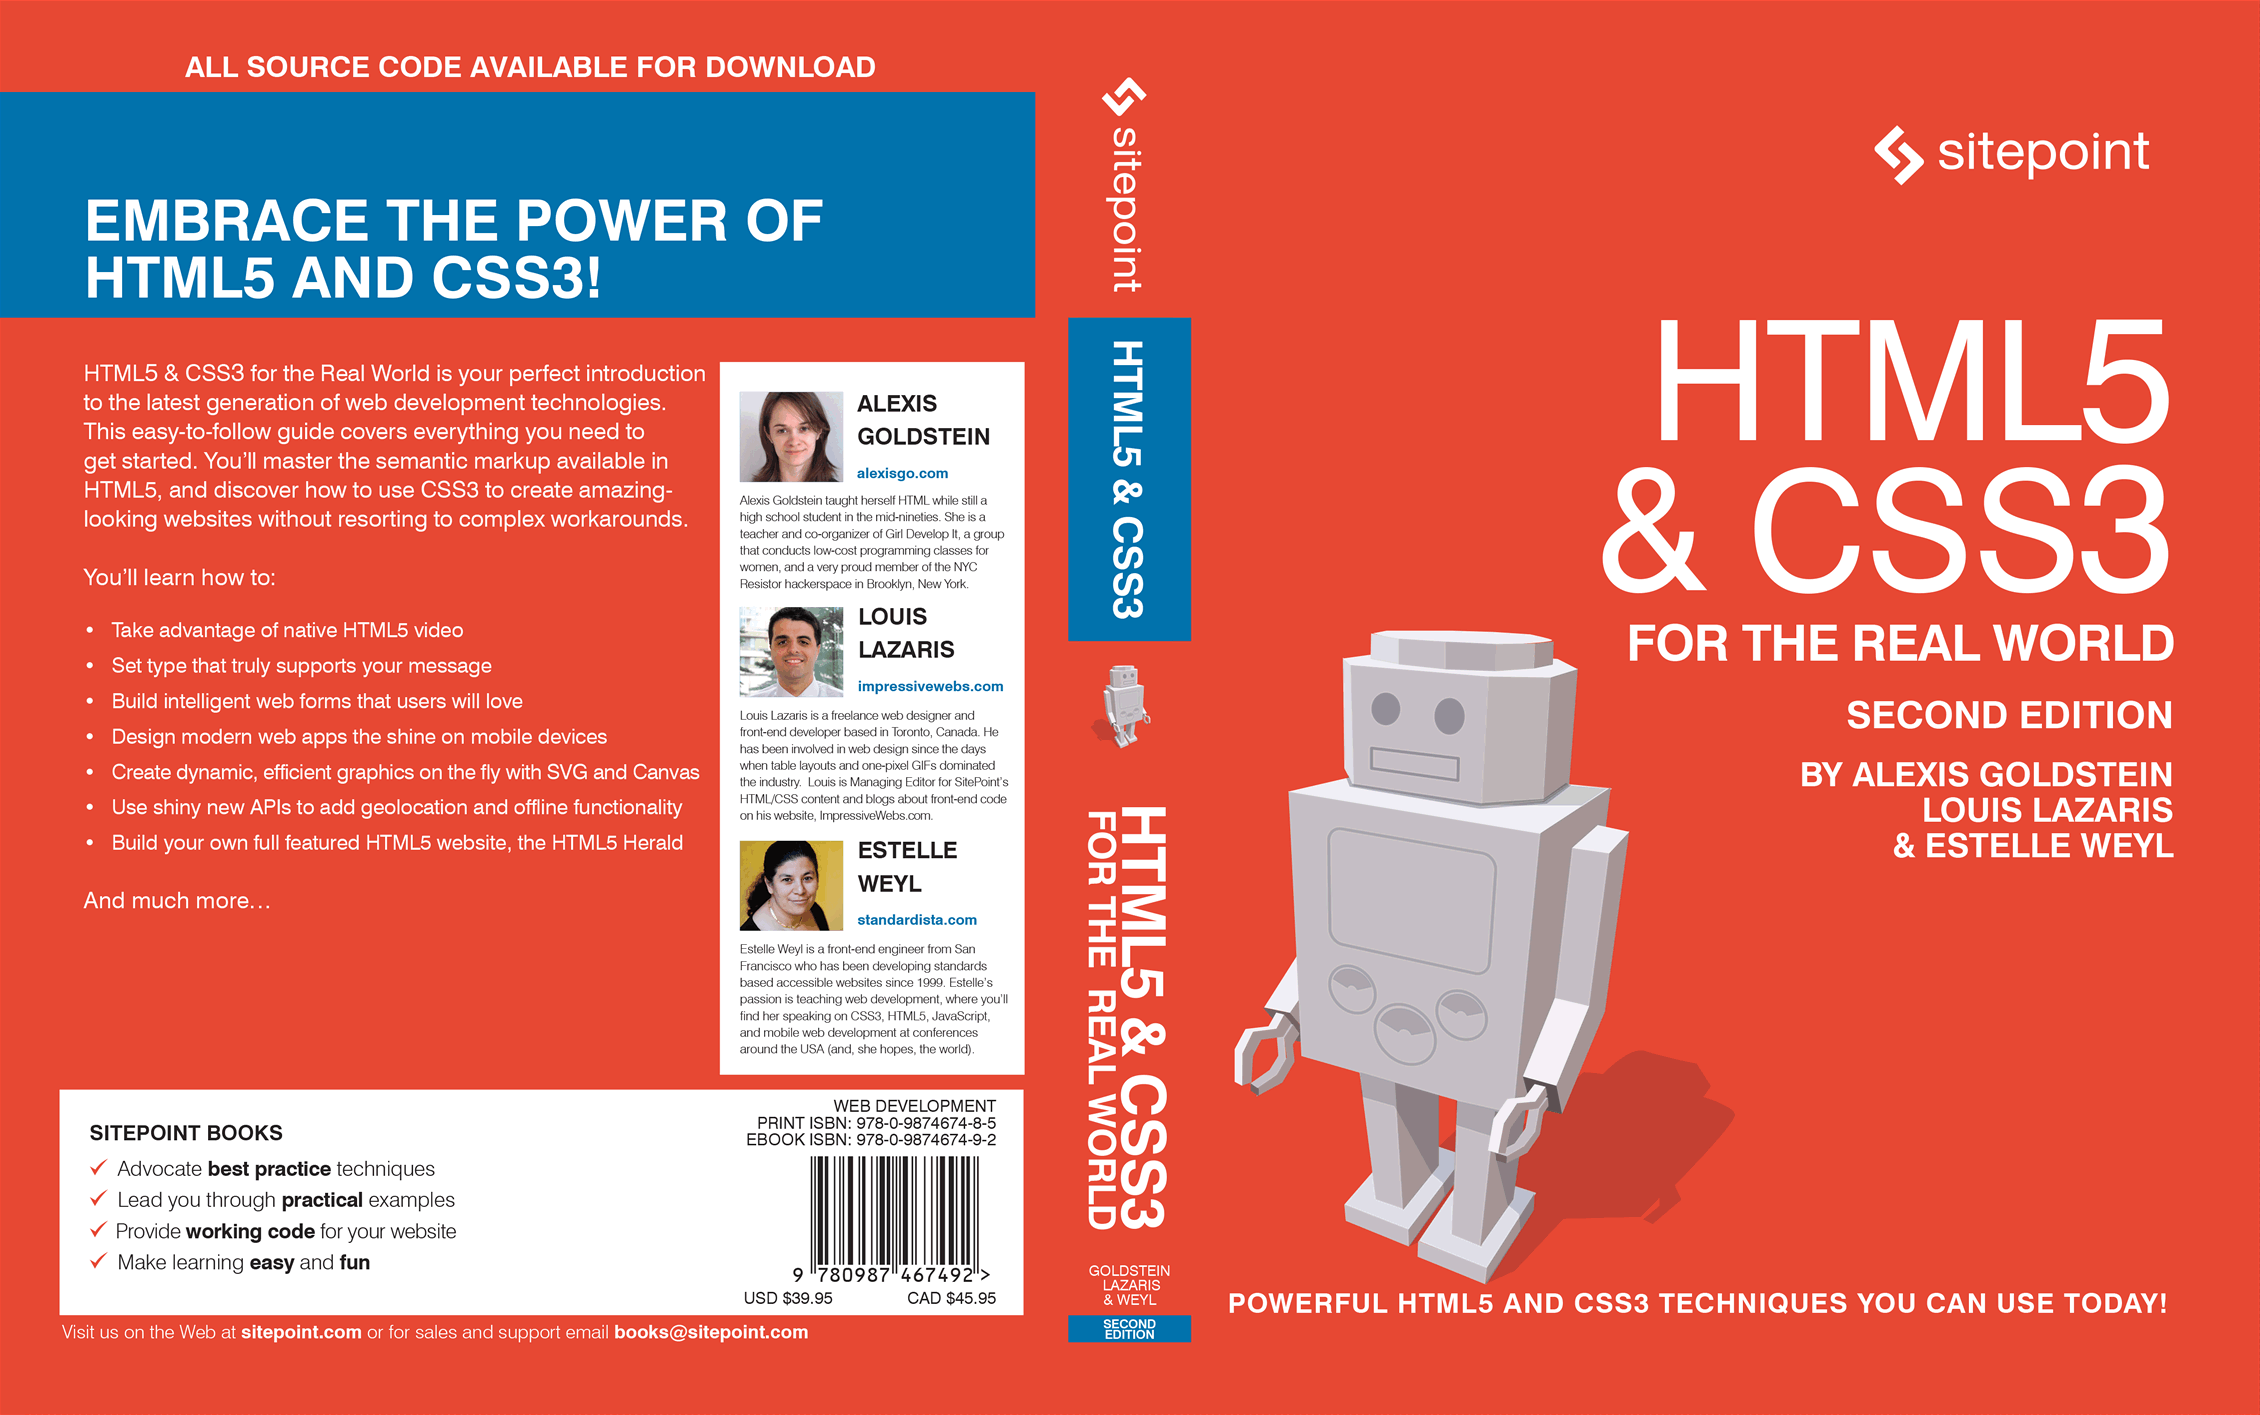 ALL SOURCE CODE AVAILABLE FOR DOWNLOAD
EMBRACE THE POWER OF
HTML5 AND CSS3!
HTML5 & CSS3 for the Real World is your perfect introduction
to the latest generation of web development technologies.
This easy-to-follow guide covers everything you need to
get started. You’ll master the semantic markup available in
HTML5, and discover how to use CSS3 to create amazing-
looking websites without resorting to complex workarounds.
You’ll learn how to:
• Take advantage of native HTML5 video
• Set type that truly supports your message
• Build intelligent web forms that users will love
• Design modern web apps the shine on mobile devices
• Create dynamic, efficient graphics on the fly with SVG and Canvas
• Use shiny new APIs to add geolocation and offline functionality
• Build your own full featured HTML5 website, the HTML5 Herald
And much more…
ALEXIS
GOLDSTEIN
alexisgo.com
Alexis Goldstein taught herself HTML while still a
high school student in the mid-nineties. She is a
teacher and co-organizer of Girl Develop It, a group
that conducts low-cost programming classes for
women, and a very proud member of the NYC
Resistor hackerspace in Brooklyn, New York.
LOUIS
LAZARIS
impressivewebs.com
Louis Lazaris is a freelance web designer and
front-end developer based in Toronto, Canada. He
has been involved in web design since the days
when table layouts and one-pixel GIFs dominated
the industry. Louis is Managing Editor for SitePoint’s
HTML/CSS content and blogs about front-end code
on his website, ImpressiveWebs.com.
ESTELLE
WEYL
standardista.com
Estelle Weyl is a front-end engineer from San
Francisco who has been developing standards
based accessible websites since 1999. Estelle’s
passion is teaching web development, where you’ll
find her speaking on CSS3, HTML5, JavaScript,
and mobile web development at conferences
around the USA (and, she hopes, the world).
SITEPOINT BOOKS
Advocate best practice techniques
Lead you through practical examples
Provide working code for your website
Make learning easy and fun
WEB DEVELOPMENT
PRINT ISBN: 978-0-9874674-8-5
EBOOK ISBN: 978-0-9874674-9-2
9 780987 467492 >
USD $39.95 CAD $45.95
Visit us on the Web at sitepoint.com or for sales and support email books@sitepoint.com
sitepoint
HTML5 & CSS3
HTML5 & CSS3
FOR THE REAL WORLD
GOLDSTEIN
LAZARIS
& WEYL
SECOND
EDITION
sitepoint
HTML5
& CSS3
FOR THE REAL WORLD
SECOND EDITION
BY ALEXIS GOLDSTEIN
LOUIS LAZARIS
& ESTELLE WEYL
POWERFUL HTML5 AND CSS3 TECHNIQUES YOU CAN USE TODAY!